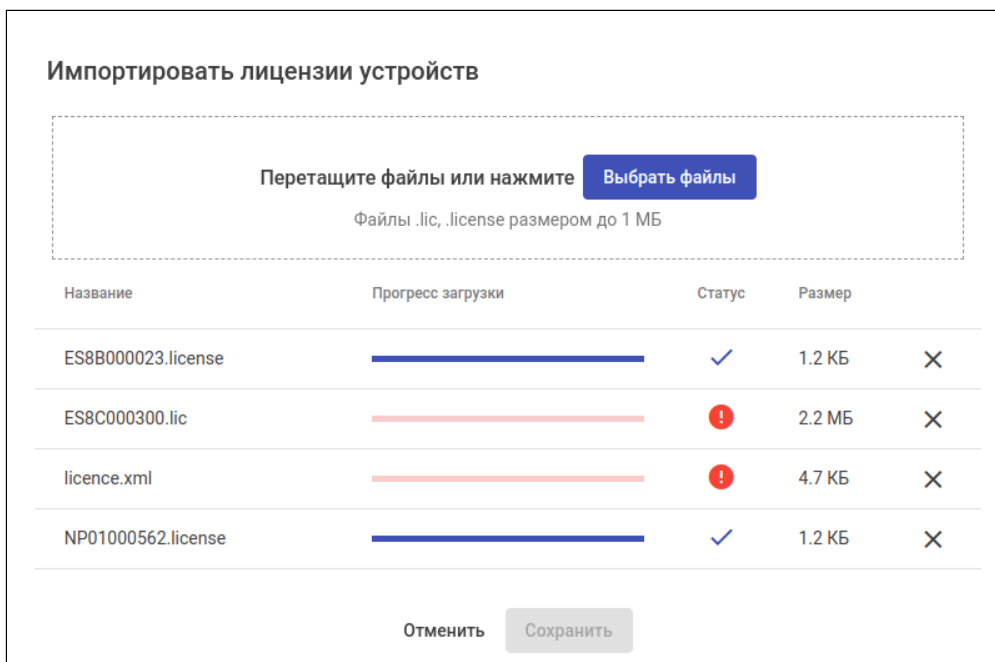 Импортировать лицензии устройств
Перетащите файлы или нажмите Выбрать файлы
Файлы .lic, .license размером до 1 МБ
Название Прогресс загрузки Статус Размер
ES8B000023.license 1.2 КБ
ES8C000300.lic 2.2 МБ
licence.xml 4.7 КБ
NP01000562.license 1.2 КБ
Отменить Сохранить